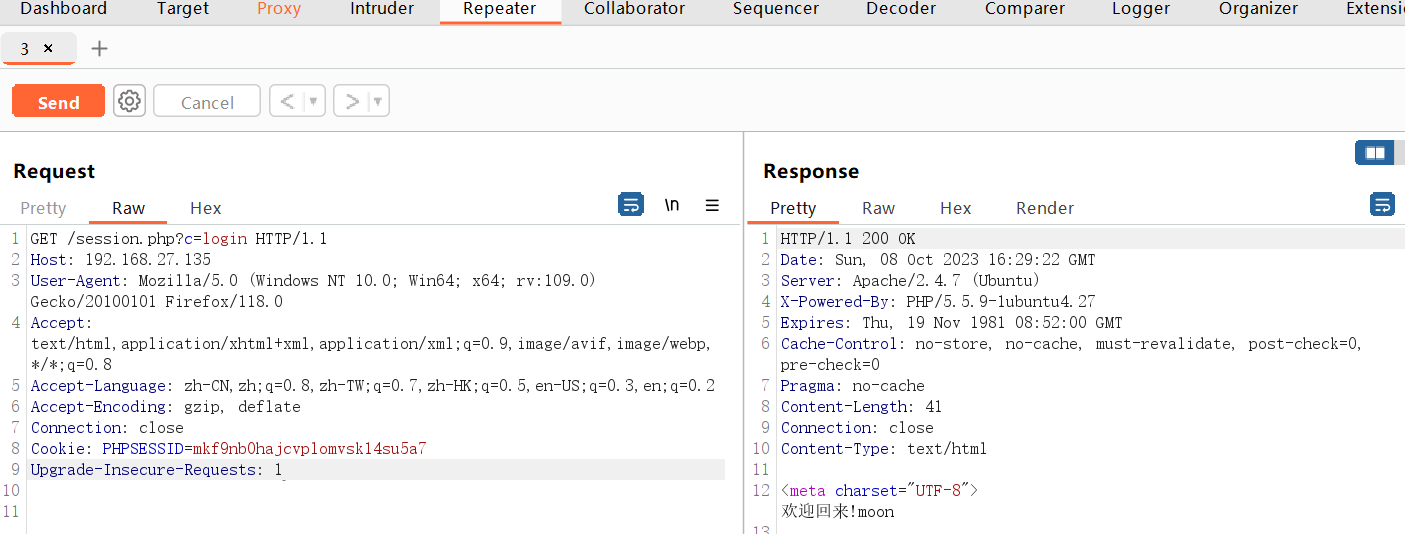 Dashboard Target Proxy Intruder Repeater Collaborator Sequencer Decoder Comparer Logger Organizer Extensi
3 × +
Send Cancel < >
Request
Pretty Raw Hex \n
1 GET /session.php?c=login HTTP/1.1
2 Host: 192.168.27.135
3 User-Agent: Mozilla/5.0 (Windows NT 10.0; Win64; x64; rv:109.0)
Gecko/20100101 Firefox/118.0
4 Accept:
text/html,application/xhtml+xml,application/xml;q=0.9,image/avif,image/webp,
*/*;q=0.8
5 Accept-Language: zh-CN,zh;q=0.8,zh-TW;q=0.7,zh-HK;q=0.5,en-US;q=0.3,en;q=0.2
6 Accept-Encoding: gzip, deflate
7 Connection: close
8 Cookie: PHPSESSID=mkf9nb0hajcvplomvskl4su5a7
9 Upgrade-Insecure-Requests: 1
10
11
Response
Pretty Raw Hex Render
1 HTTP/1.1 200 OK
2 Date: Sun, 08 Oct 2023 16:29:22 GMT
3 Server: Apache/2.4.7 (Ubuntu)
4 X-Powered-By: PHP/5.5.9-1ubuntu4.27
5 Expires: Thu, 19 Nov 1981 08:52:00 GMT
6 Cache-Control: no-store, no-cache, must-revalidate, post-check=0,
pre-check=0
7 Pragma: no-cache
8 Content-Length: 41
9 Connection: close
10 Content-Type: text/html
11
12 <meta charset="UTF-8">
欢迎回来!moon
13